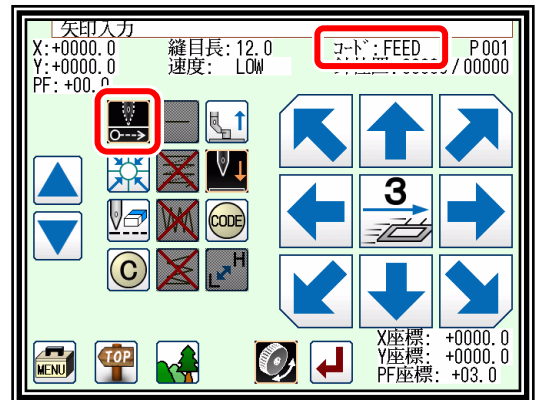 矢印入力
X:+0000.0 縫目長:12.0 コード:FEED P001
Y:+0000.0 速度: LOW /00000
PF:+00.0
3
CODE
C
L H
X座標: +0000.0
Y座標: +0000.0
PF座標: +03.0
MENU TOP